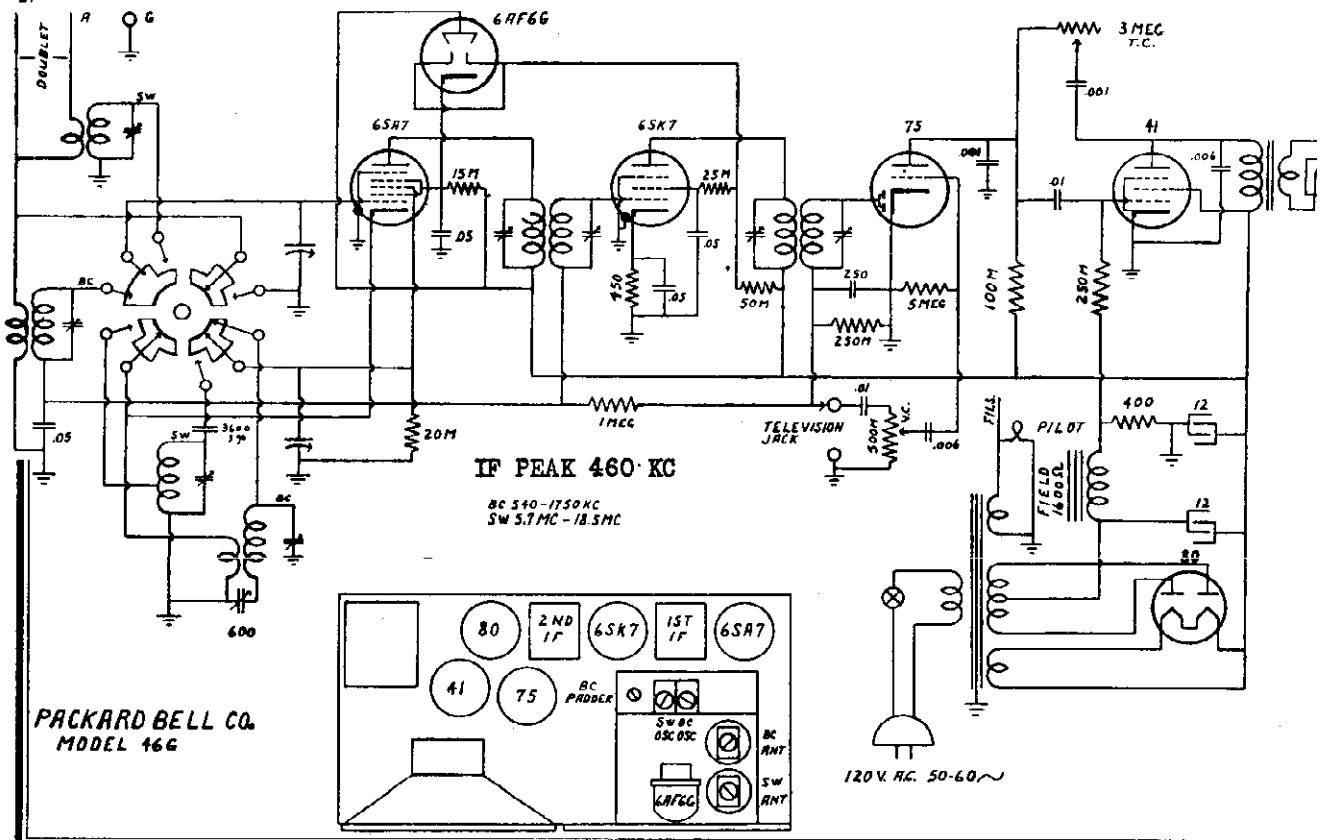 A
G
DOUBLET
SW
6AF6G
3 MEG
T.C.
.001
6SA7
6SK7
75
41
15M
25M
.001
.006
.05
.05
.01
BC
450
.05
250
50M
5 MEG
250M
100M
250M
.05
3600
SW
20M
1 MEG
TELEVISION
JACK
.01
500M
V.C.
.006
FILS.
PILOT
400
12
IF PEAK 460 KC
BC 540-1750 KC
SW 5.7 MC - 18.5 MC
FIELD
1600Ω
12
BC
600
80
80
2ND
IF
6SK7
1ST
IF
6SA7
41
75
BC
PADDER
SW BC
OSC OSC
BC
ANT
6AF6G
SW
ANT
PACKARD BELL CO.
MODEL 46G
120 V. A.C. 50-60~